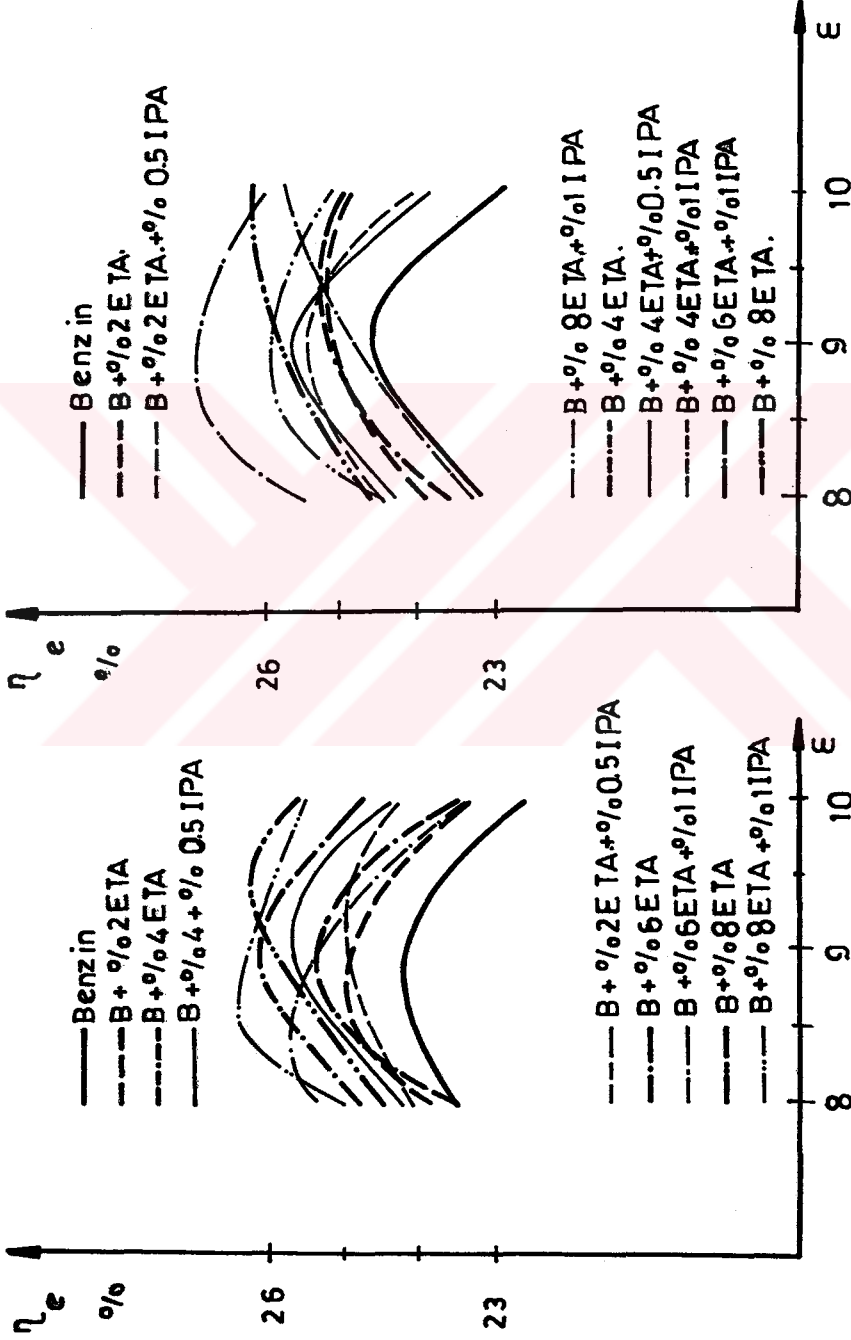 ηe
%
26
23
Benzin
B+%2ETA
B+%4ETA
B+%4+%0.5IPA
B+%2ETA+%0.5IPA
B+%6ETA
B+%6ETA+%1IPA
B+%8ETA
B+%8ETA+%1IPA
8 9 10 ε
ηe
%
26
23
Benzin
B+%2ETA.
B+%2ETA.+%0.5IPA
B+%8ETA.+%1IPA
B+%4ETA.
B+%4ETA+%0.5IPA
B+%4ETA+%1IPA
B+%6ETA.+%1IPA
B+%8ETA.
8 9 10 ε